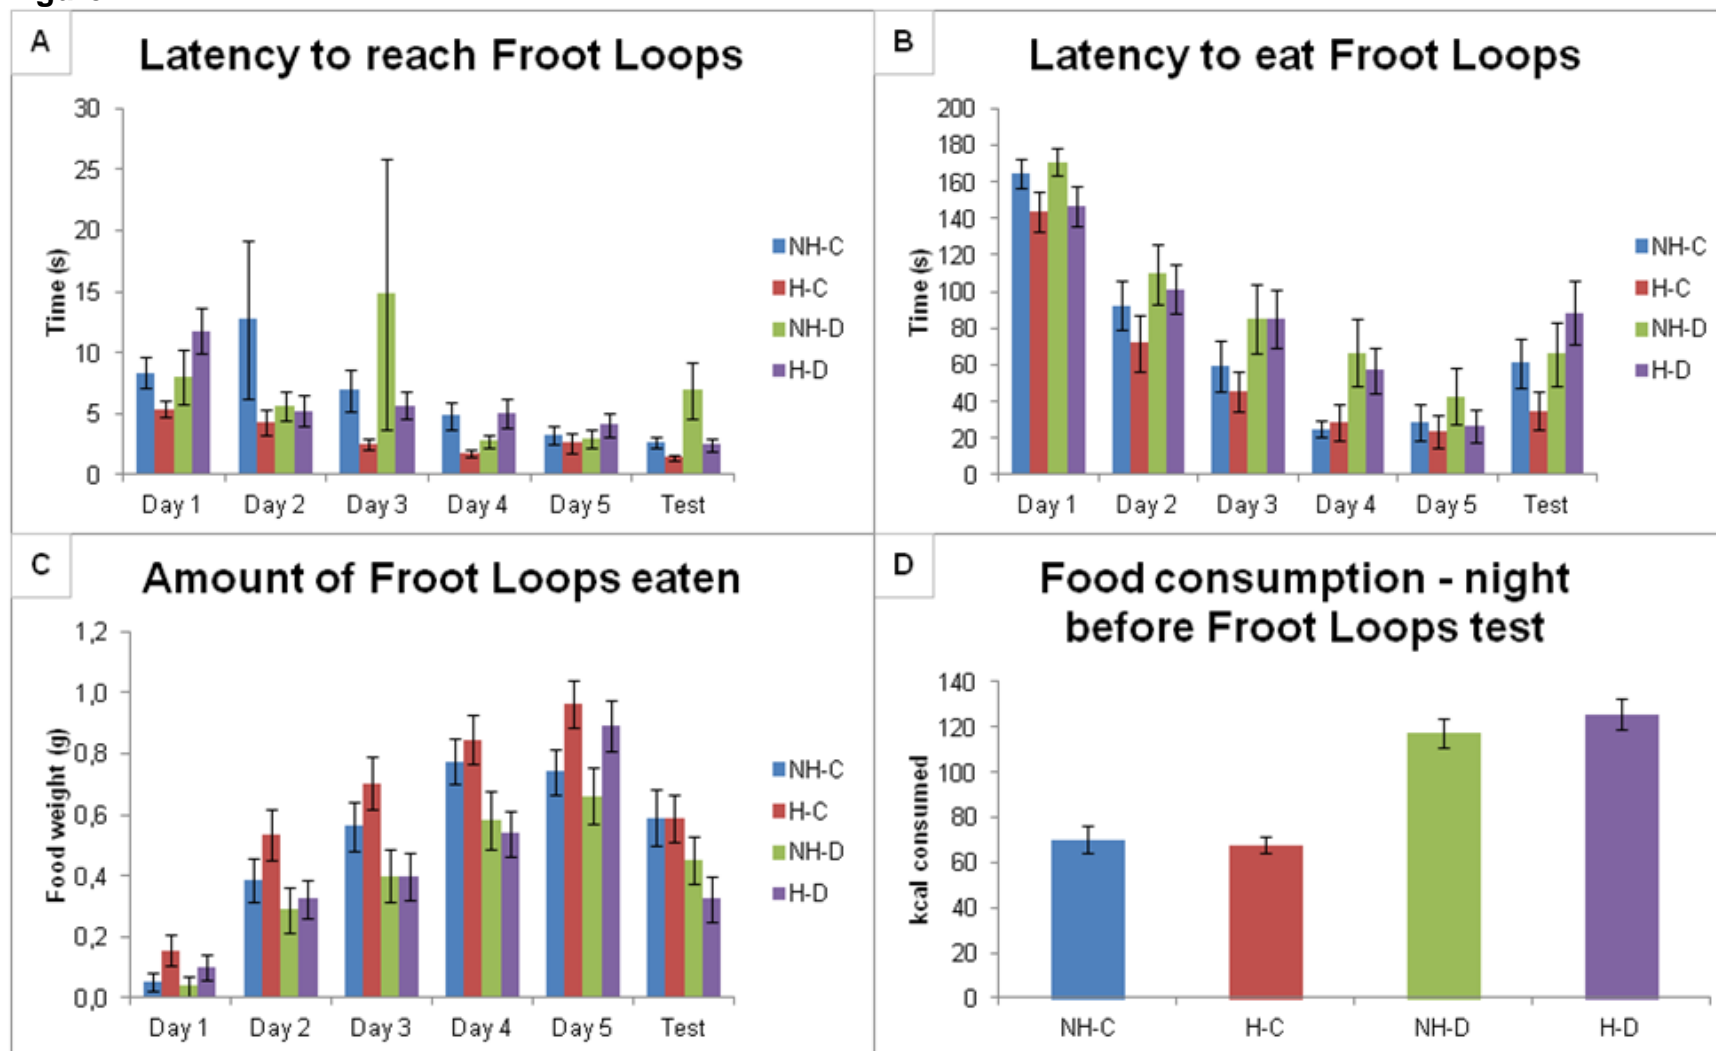 A
Latency to reach Froot Loops
30
25
20
15
10
5
0
Time (s)
Day 1 Day 2 Day 3 Day 4 Day 5 Test
NH-C
H-C
NH-D
H-D
B
Latency to eat Froot Loops
200
180
160
140
120
100
80
60
40
20
0
Time (s)
Day 1 Day 2 Day 3 Day 4 Day 5 Test
NH-C
H-C
NH-D
H-D
C
Amount of Froot Loops eaten
1,2
1,0
0,8
0,6
0,4
0,2
0,0
Food weight (g)
Day 1 Day 2 Day 3 Day 4 Day 5 Test
NH-C
H-C
NH-D
H-D
D
Food consumption - night
before Froot Loops test
140
120
100
80
60
40
20
0
kcal consumed
NH-C H-C NH-D H-D